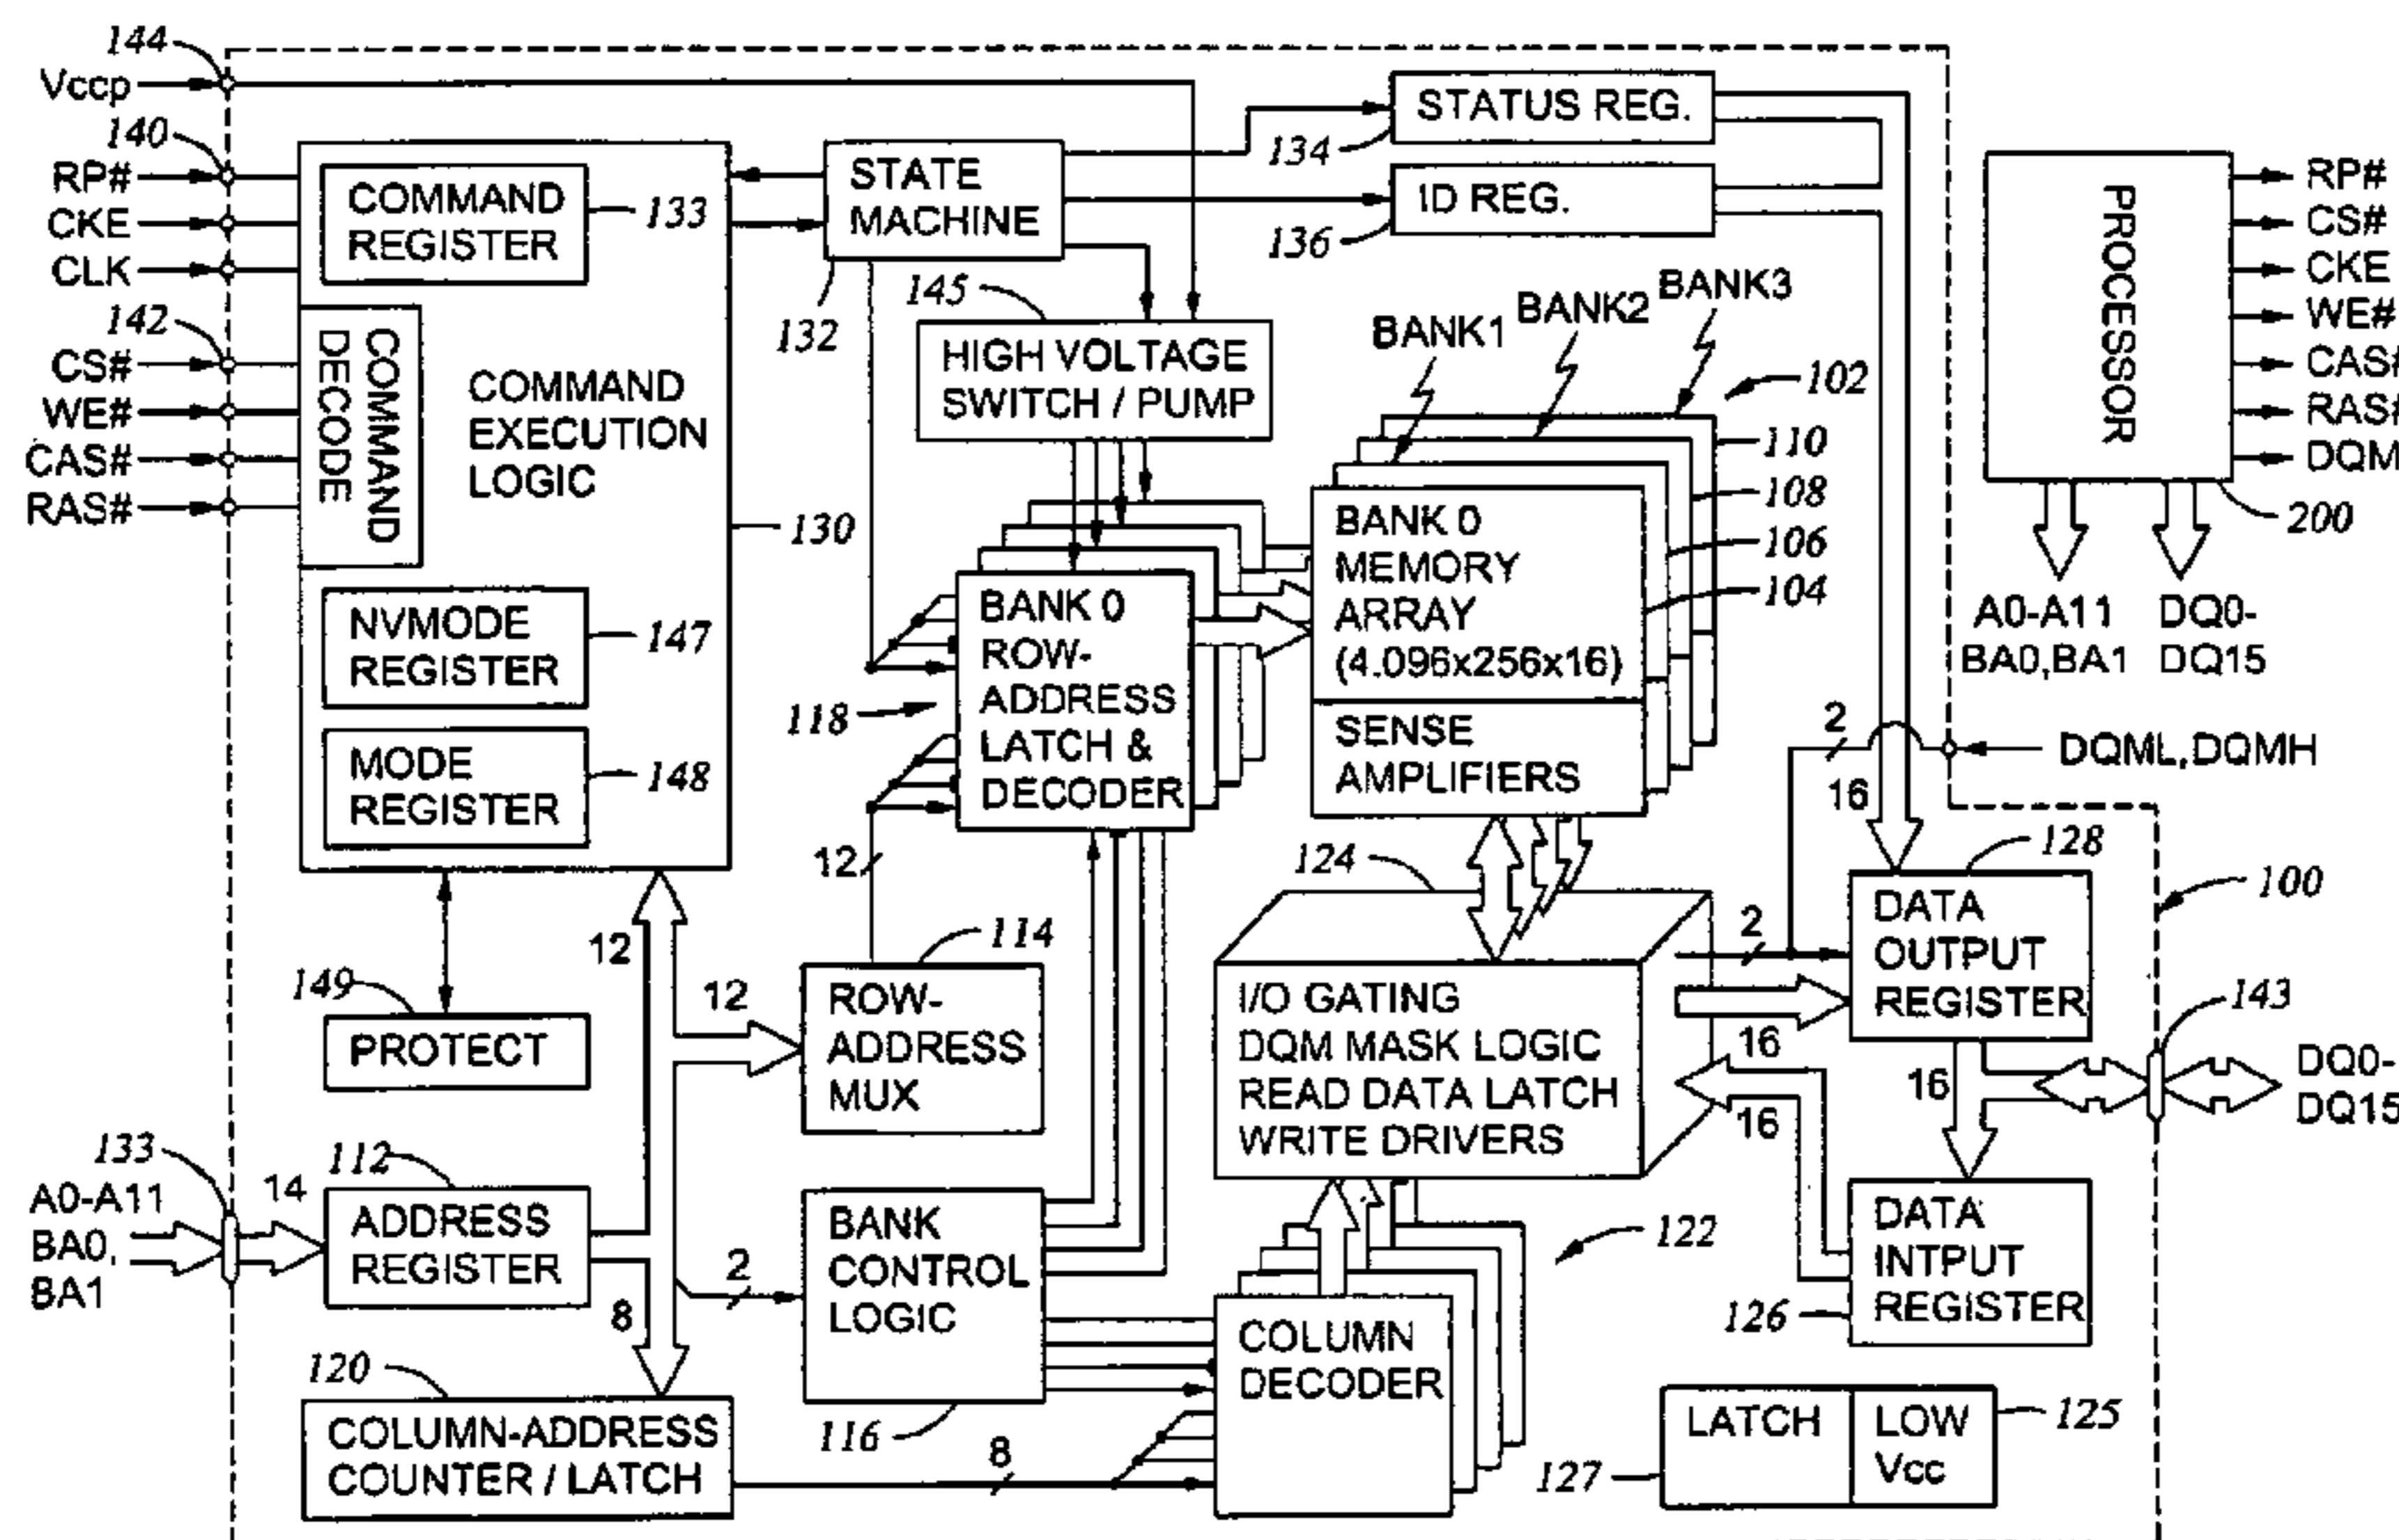 144
Vccp
140
RP#
CKE
CLK
142
CS#
WE#
CAS#
RAS#
COMMAND
REGISTER
133
COMMAND
DECODE
COMMAND
EXECUTION
LOGIC
130
NVMODE
REGISTER
147
MODE
REGISTER
148
STATE
MACHINE
132
STATUS REG.
134
ID REG.
136
145
HIGH VOLTAGE
SWITCH / PUMP
BANK1
BANK2
BANK3
102
110
108
106
104
BANK 0
MEMORY
ARRAY
(4.096x256x16)
SENSE
AMPLIFIERS
BANK 0
ROW-
ADDRESS
LATCH &
DECODER
118
12
PROCESSOR
RP#
CS#
CKE
WE#
CAS#
RAS#
DQM
200
A0-A11
BA0,BA1
DQ0-
DQ15
2
DQML,DQMH
16
128
100
124
2
DATA
OUTPUT
REGISTER
143
16
16
16
DQ0-
DQ15
I/O GATING
DQM MASK LOGIC
READ DATA LATCH
WRITE DRIVERS
12
149
PROTECT
12
114
ROW-
ADDRESS
MUX
133
A0-A11
BA0,
BA1
14
112
ADDRESS
REGISTER
8
2
BANK
CONTROL
LOGIC
116
122
DATA
INTPUT
REGISTER
126
120
COLUMN-ADDRESS
COUNTER / LATCH
8
COLUMN
DECODER
LATCH
LOW
Vcc
125
127